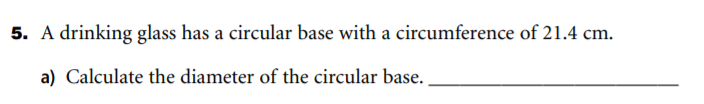 5. A drinking glass has a circular base with a circumference of 21.4 cm.
a) Calculate the diameter of the circular base.